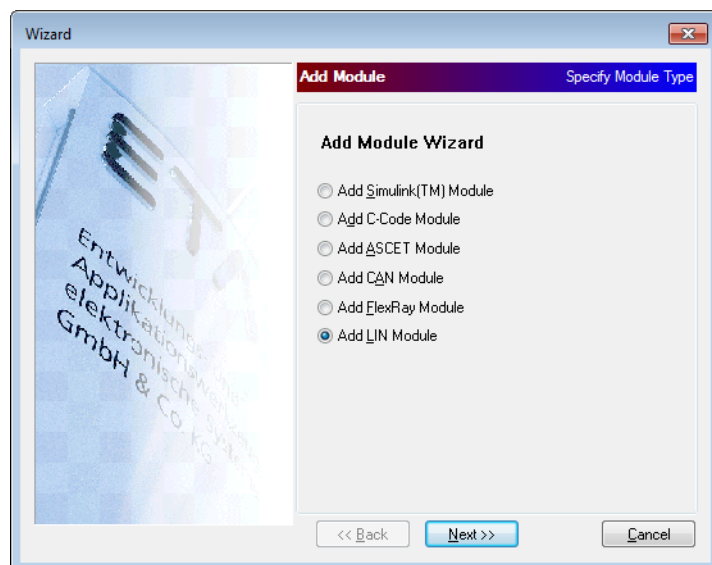 Wizard
Add Module
Specify Module Type
ET
Entwicklungs- und
Applikationswerkzeuge
elektronische Systeme
GmbH & Co. KG
Add Module Wizard
Add Simulink(TM) Module
Add C-Code Module
Add ASCET Module
Add CAN Module
Add FlexRay Module
Add LIN Module
<< Back
Next >>
Cancel